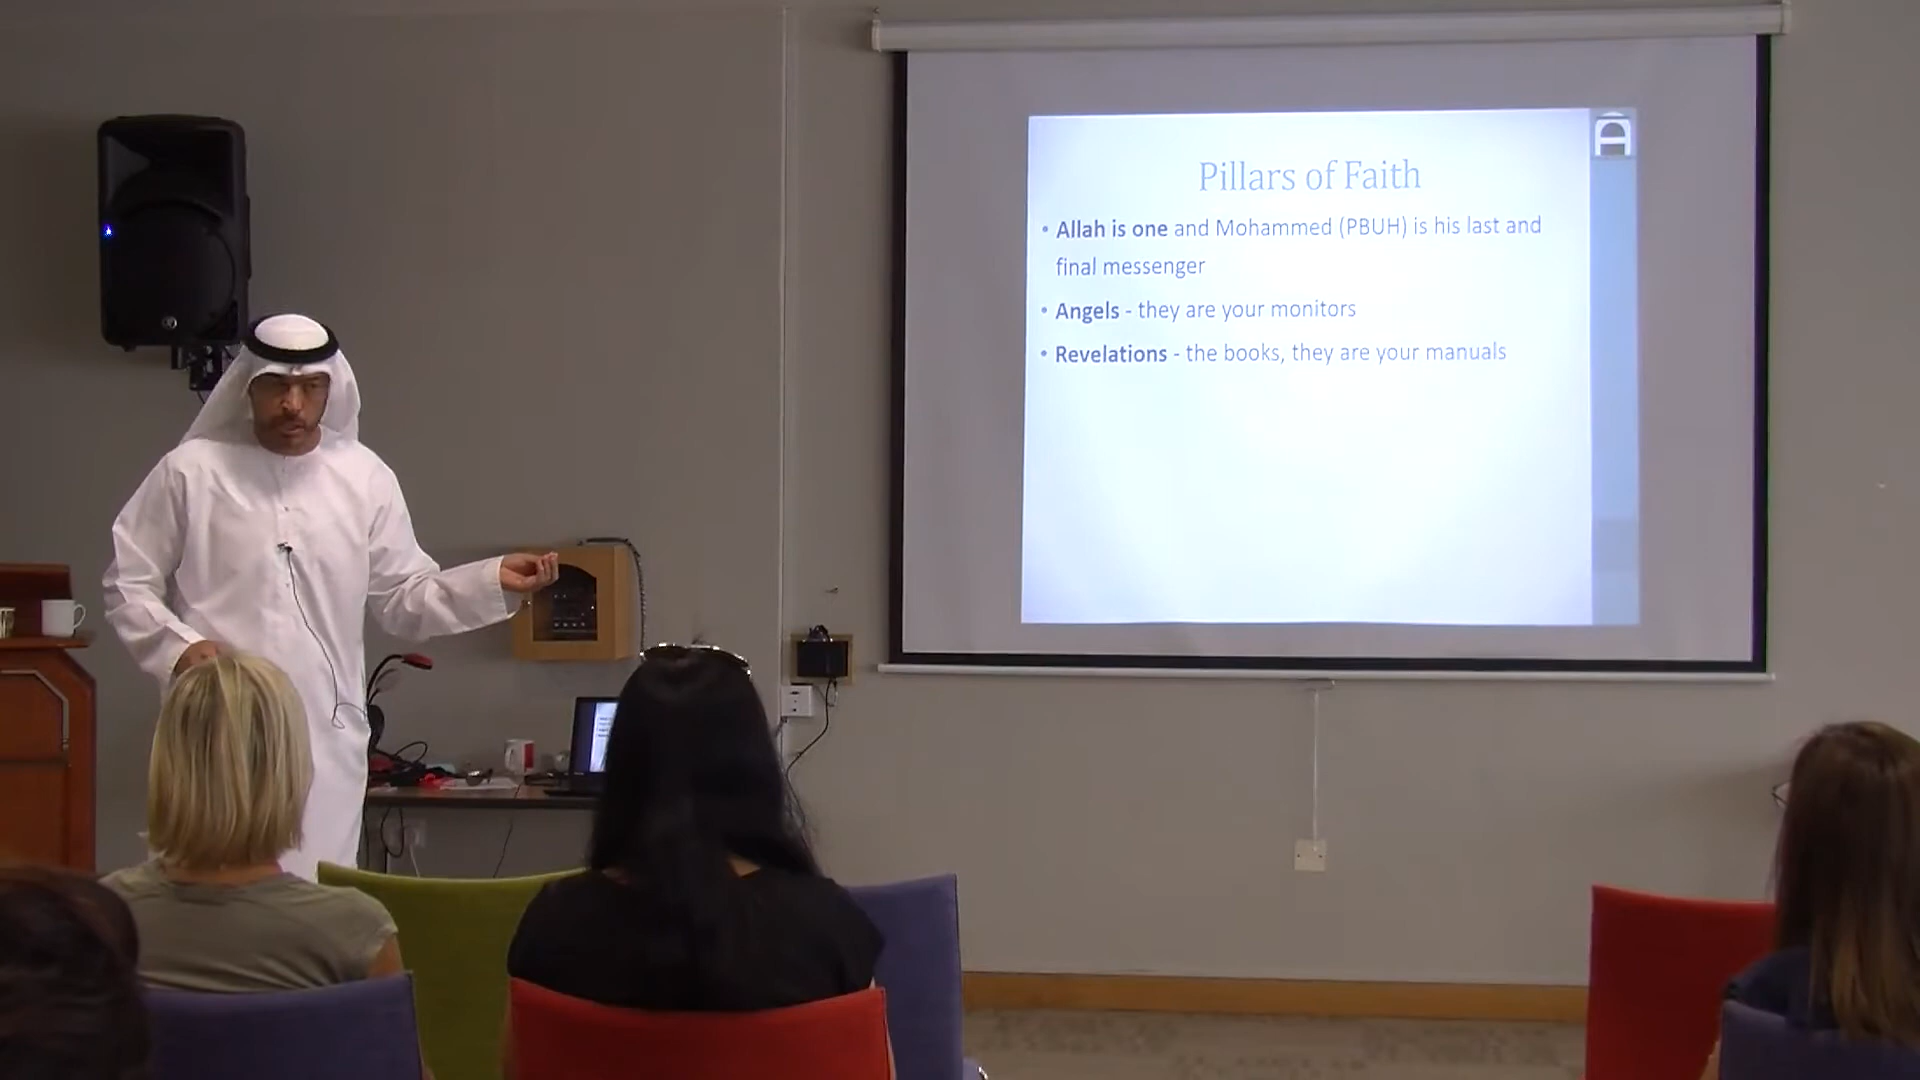 Pillars of Faith
• Allah is one and Mohammed (PBUH) is his last and
final messenger
• Angels - they are your monitors
• Revelations - the books, they are your manuals